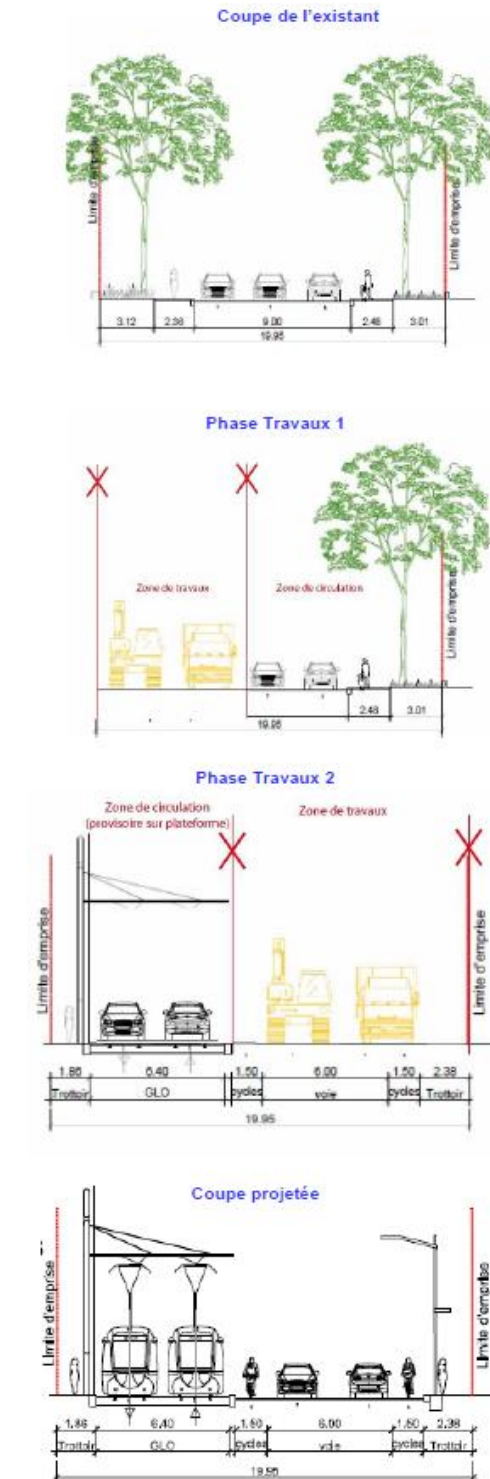 Coupe de l'existant
Limite d'emprise
Limite d'emprise
3.12 2.36 9.00 2.48 3.01
19.95
Phase Travaux 1
Zone de travaux
Zone de circulation
Limite d'emprise
2.48 3.01
19.95
Phase Travaux 2
Zone de circulation
(provisoire sur plateforme)
Zone de travaux
Limite d'emprise
Limite d'emprise
1.86 6.40 1.50 6.00 1.50 2.38
Trottoir GLO cycles voie cycles Trottoir
19.95
Coupe projetée
Limite d'emprise
Limite d'emprise
1.86 6.40 1.50 6.00 1.50 2.38
Trottoir GLO cycles voie cycles Trottoir
19.95